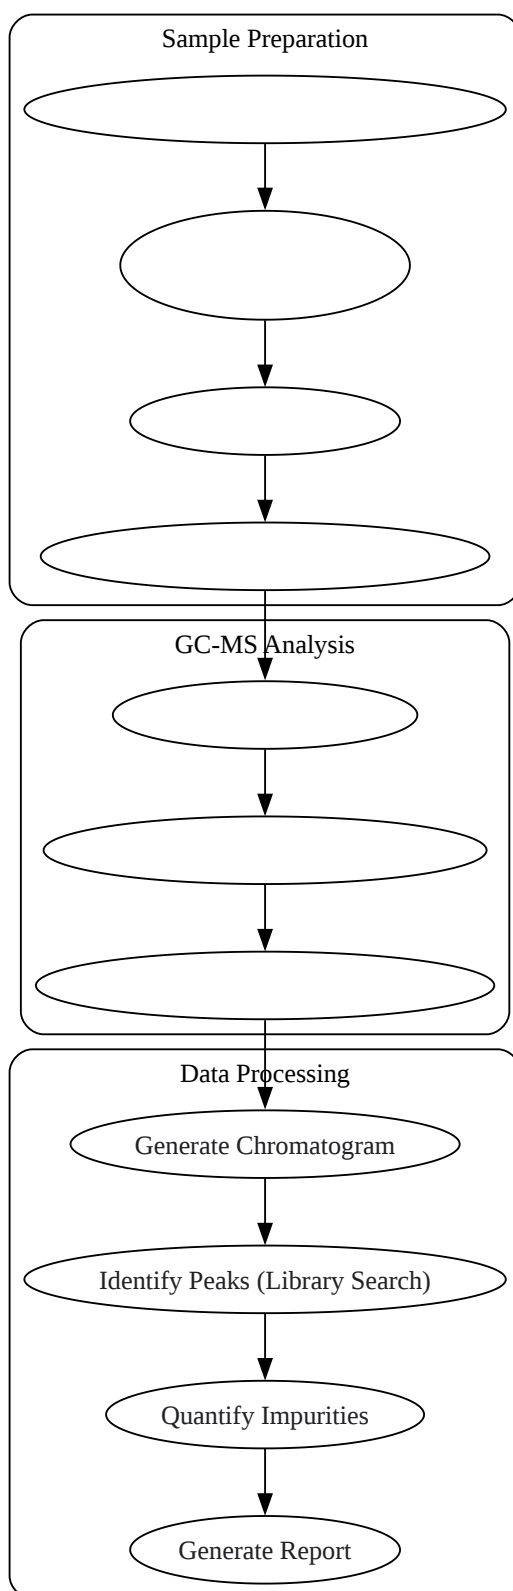 Sample Preparation
GC-MS Analysis
Data Processing
Generate Chromatogram
Identify Peaks (Library Search)
Quantify Impurities
Generate Report